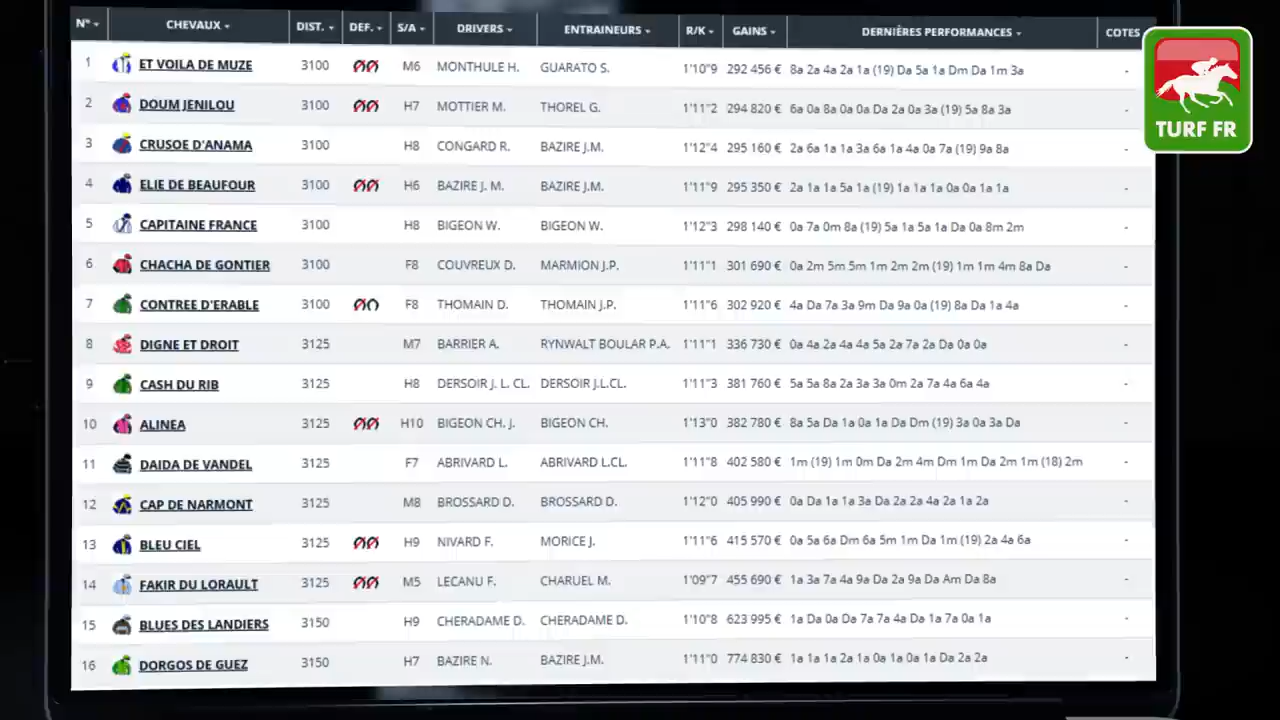 N° CHEVAUX DIST. DEF. S/A DRIVERS ENTRAINEURS R/K GAINS DERNIÈRES PERFORMANCES COTES
1 ET VOILA DE MUZE 3100 M6 MONTHULE H. GUARATO S. 1'10"9 292 456 € 8a 2a 4a 2a 1a (19) Da 5a 1a Dm Da 1m 3a -
2 DOUM JENILOU 3100 H7 MOTTIER M. THOREL G. 1'11"2 294 820 € 6a 0a 8a 0a 0a Da 2a 0a 3a (19) 5a 8a 3a -
3 CRUSOE D'ANAMA 3100 H8 CONGARD R. BAZIRE J.M. 1'12"4 295 160 € 2a 6a 1a 1a 3a 6a 1a 4a 0a 7a (19) 9a 8a -
4 ELIE DE BEAUFOUR 3100 H6 BAZIRE J. M. BAZIRE J.M. 1'11"9 295 350 € 2a 1a 1a 5a 1a (19) 1a 1a 1a 0a 0a 1a 1a -
5 CAPITAINE FRANCE 3100 H8 BIGEON W. BIGEON W. 1'12"3 298 140 € 0a 7a 0m 8a (19) 5a 1a 5a 1a Da 0a 8m 2m -
6 CHACHA DE GONTIER 3100 F8 COUVREUX D. MARMION J.P. 1'11"1 301 690 € 0a 2m 5m 5m 1m 2m 2m (19) 1m 1m 4m 8a Da -
7 CONTREE D'ERABLE 3100 F8 THOMAIN D. THOMAIN J.P. 1'11"6 302 920 € 4a Da 7a 3a 9m Da 9a 0a (19) 8a Da 1a 4a -
8 DIGNE ET DROIT 3125 M7 BARRIER A. RYNWALT BOULAR P.A. 1'11"1 336 730 € 0a 4a 2a 4a 4a 5a 2a 7a 2a Da 0a 0a -
9 CASH DU RIB 3125 H8 DERSOIR J. L. CL. DERSOIR J.L.CL. 1'11"3 381 760 € 5a 5a 8a 2a 3a 3a 0m 2a 7a 4a 6a 4a -
10 ALINEA 3125 H10 BIGEON CH. J. BIGEON CH. 1'13"0 382 780 € 8a 5a Da 1a 0a 1a Da Dm (19) 3a 0a 3a Da -
11 DAIDA DE VANDEL 3125 F7 ABRIVARD L. ABRIVARD L.CL. 1'11"8 402 580 € 1m (19) 1m 0m Da 2m 4m Dm 1m Da 2m 1m (18) 2m -
12 CAP DE NARMONT 3125 M8 BROSSARD D. BROSSARD D. 1'12"0 405 990 € 0a Da 1a 1a 3a Da 2a 2a 4a 2a 1a 2a -
13 BLEU CIEL 3125 H9 NIVARD F. MORICE J. 1'11"6 415 570 € 0a 5a 6a Dm 6a 5m 1m Da 1m (19) 2a 4a 6a -
14 FAKIR DU LORAULT 3125 M5 LECANU F. CHARUEL M. 1'09"7 455 690 € 1a 3a 7a 4a 9a Da 2a 9a Da Am Da 8a -
15 BLUES DES LANDIERS 3150 H9 CHERADAME D. CHERADAME D. 1'10"8 623 995 € 1a Da 0a Da 7a 7a 4a Da 1a 7a 0a 1a -
16 DORGOS DE GUEZ 3150 H7 BAZIRE N. BAZIRE J.M. 1'11"0 774 830 € 1a 1a 1a 2a 1a 0a 1a 0a 1a Da 2a 2a -
TURF FR